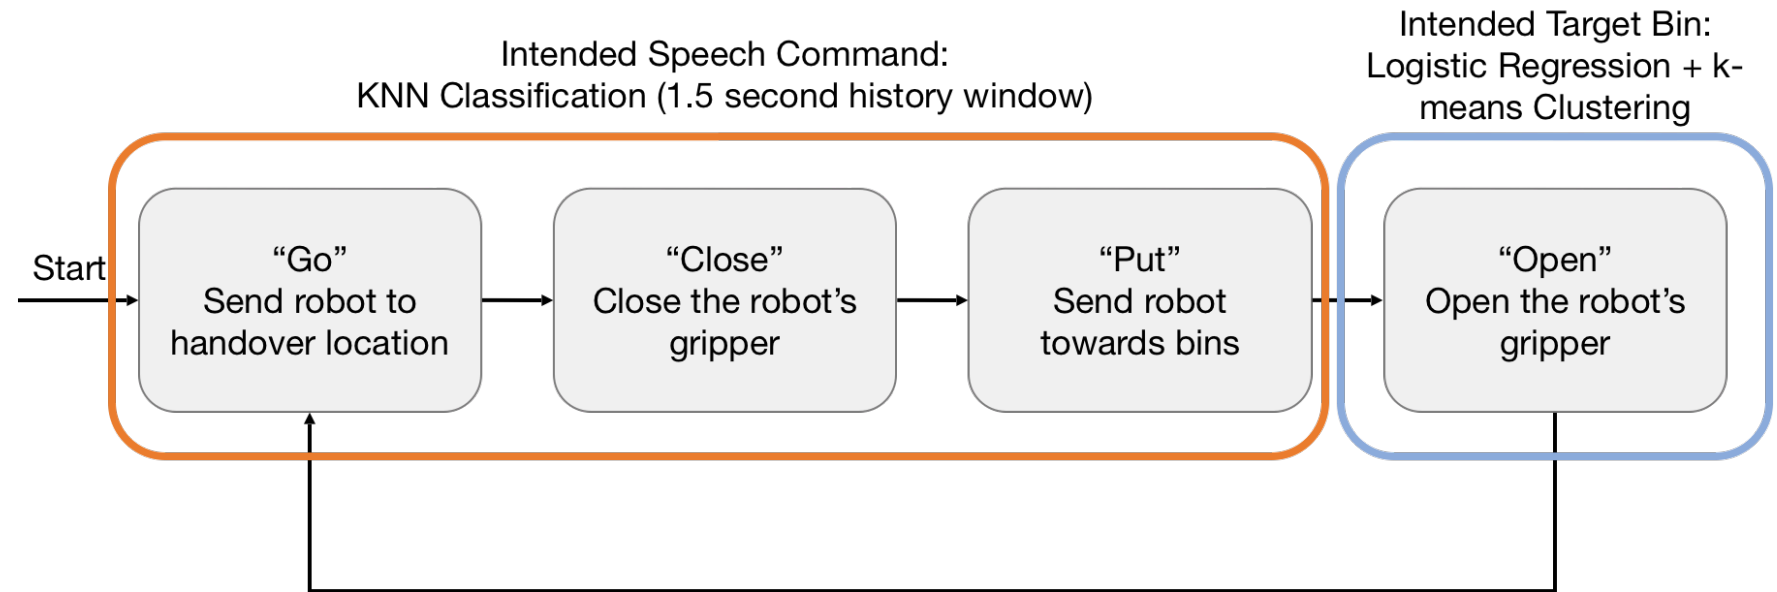 Intended Speech Command:
KNN Classification (1.5 second history window)
Intended Target Bin:
Logistic Regression + k-
means Clustering
Start
“Go”
Send robot to
handover location
“Close”
Close the robot’s
gripper
“Put”
Send robot
towards bins
“Open”
Open the robot’s
gripper